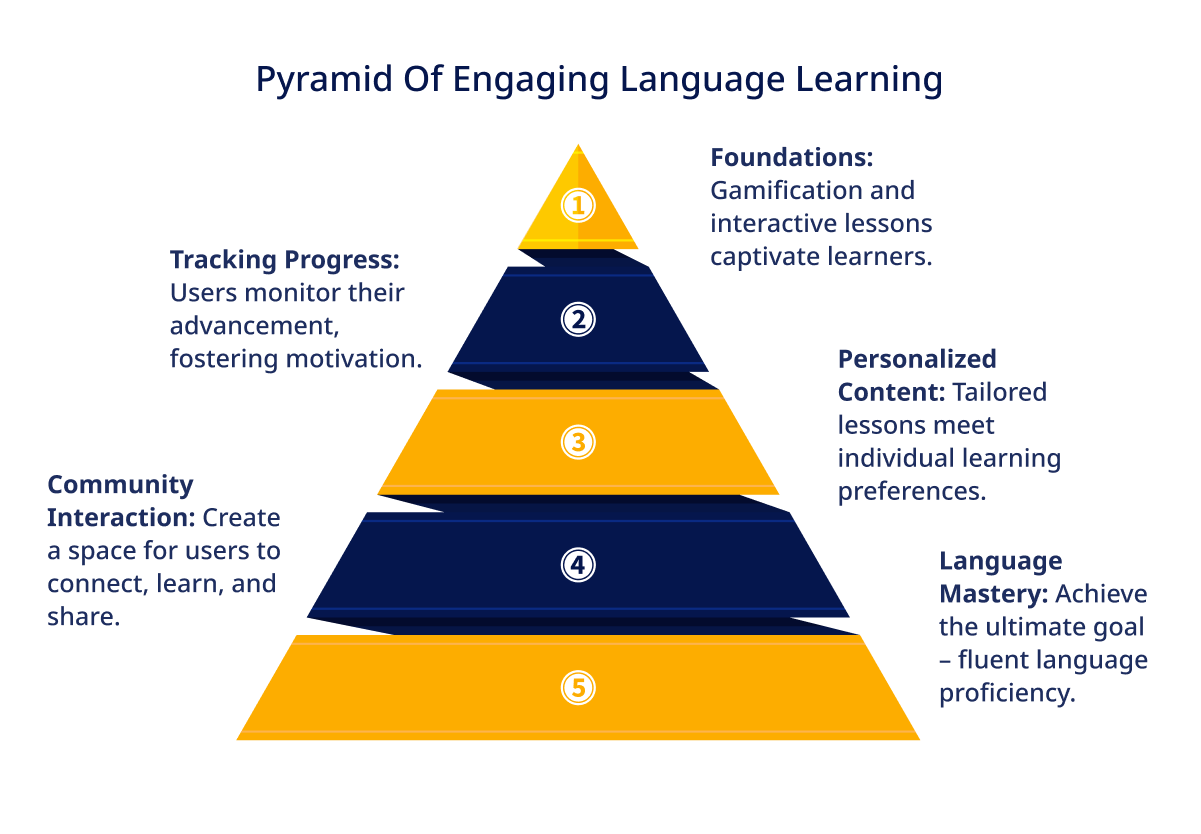 Pyramid Of Engaging Language Learning
1
Foundations:
Gamification and
interactive lessons
captivate learners.
2
Tracking Progress:
Users monitor their
advancement,
fostering motivation.
3
Personalized
Content: Tailored
lessons meet
individual learning
preferences.
4
Community
Interaction: Create
a space for users to
connect, learn, and
share.
5
Language
Mastery: Achieve
the ultimate goal
– fluent language
proficiency.